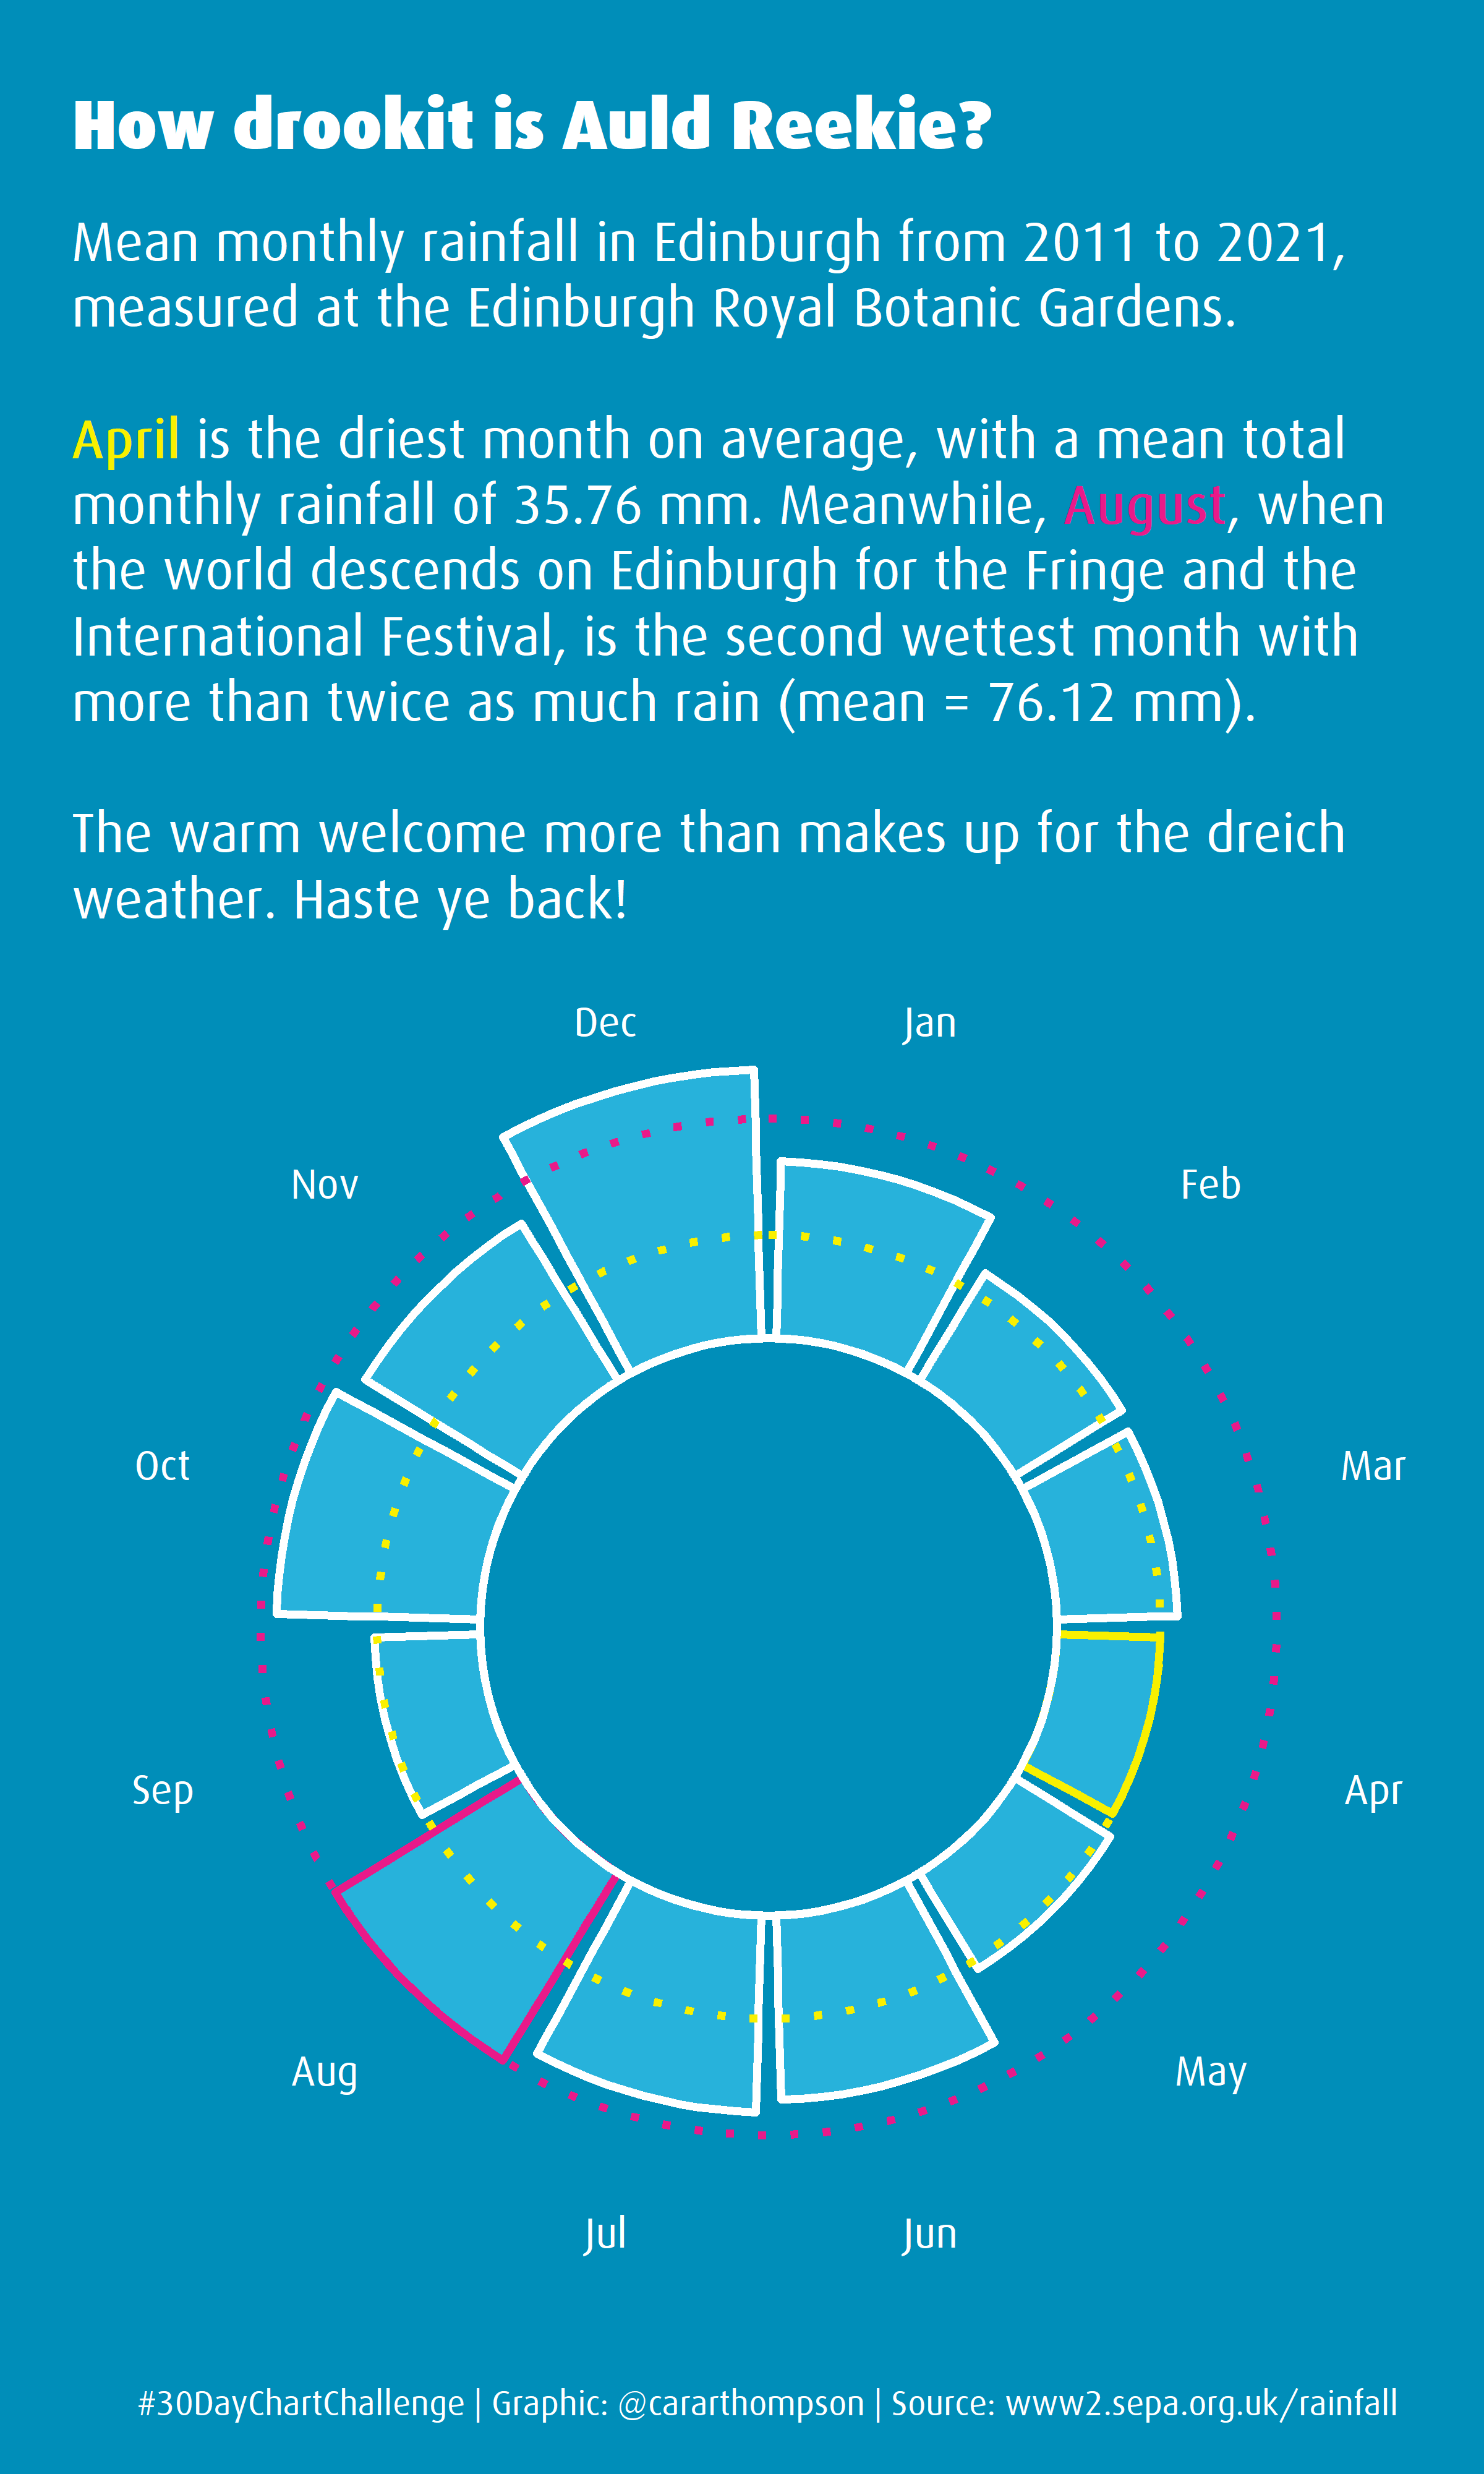 How drookit is Auld Reekie?
Mean monthly rainfall in Edinburgh from 2011 to 2021,
measured at the Edinburgh Royal Botanic Gardens.
April is the driest month on average, with a mean total
monthly rainfall of 35.76 mm. Meanwhile, August, when
the world descends on Edinburgh for the Fringe and the
International Festival, is the second wettest month with
more than twice as much rain (mean = 76.12 mm).
The warm welcome more than makes up for the dreich
weather. Haste ye back!
Dec
Jan
Nov
Feb
Oct
Mar
Sep
Apr
Aug
May
Jul
Jun
#30DayChartChallenge | Graphic: @cararthompson | Source: www2.sepa.org.uk/rainfall